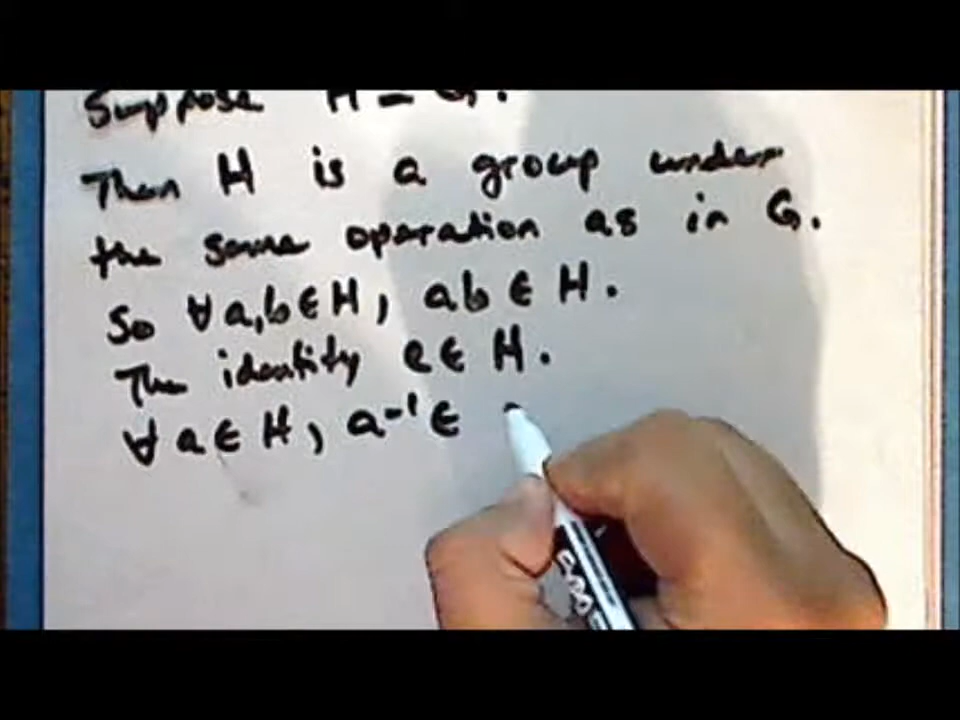 Suppose H = G.
Then H is a group under
the same operation as in G.
So ∀a,b∈H, ab∈H.
The identity e∈H.
∀a∈H, a-1∈